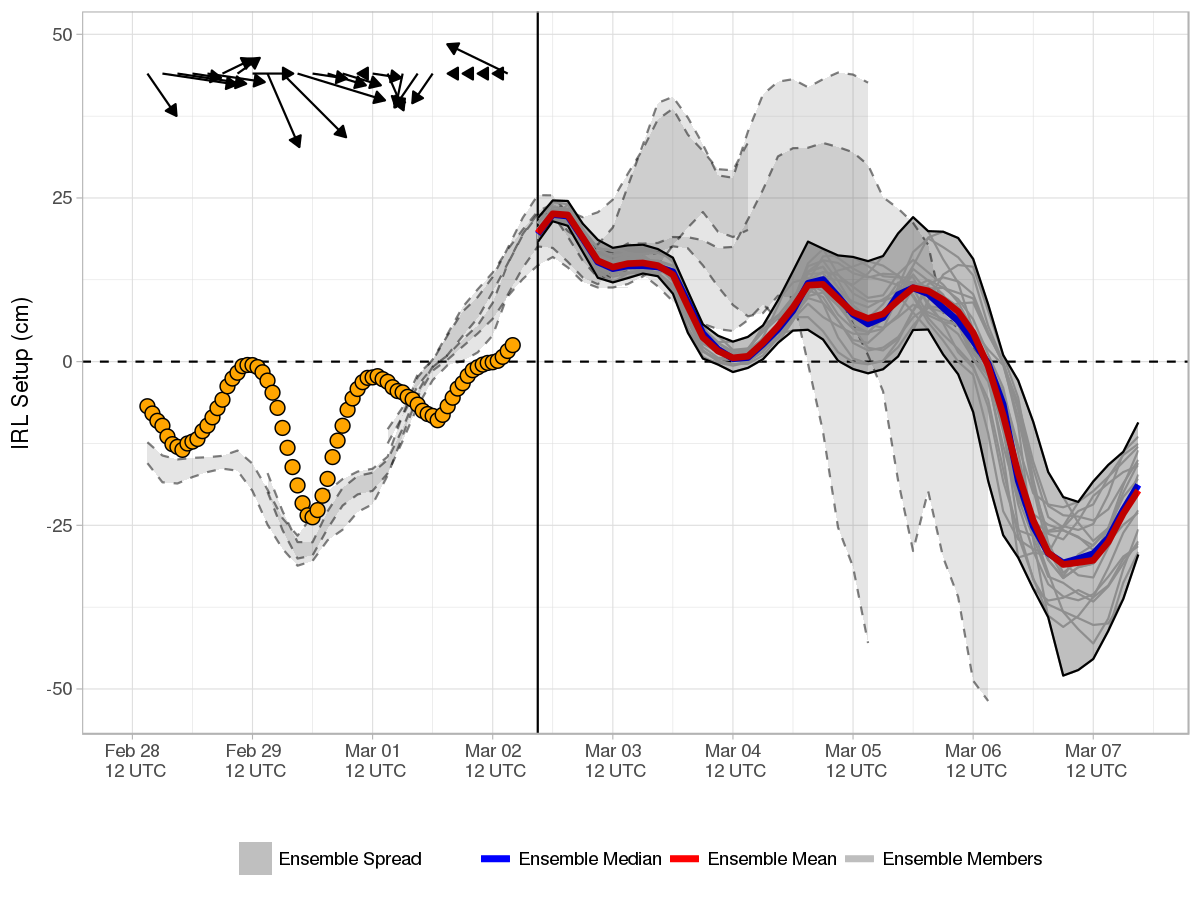 50
25
0
-25
-50
IRL Setup (cm)
Feb 28
12 UTC
Feb 29
12 UTC
Mar 01
12 UTC
Mar 02
12 UTC
Mar 03
12 UTC
Mar 04
12 UTC
Mar 05
12 UTC
Mar 06
12 UTC
Mar 07
12 UTC
Ensemble Spread
Ensemble Median
Ensemble Mean
Ensemble Members